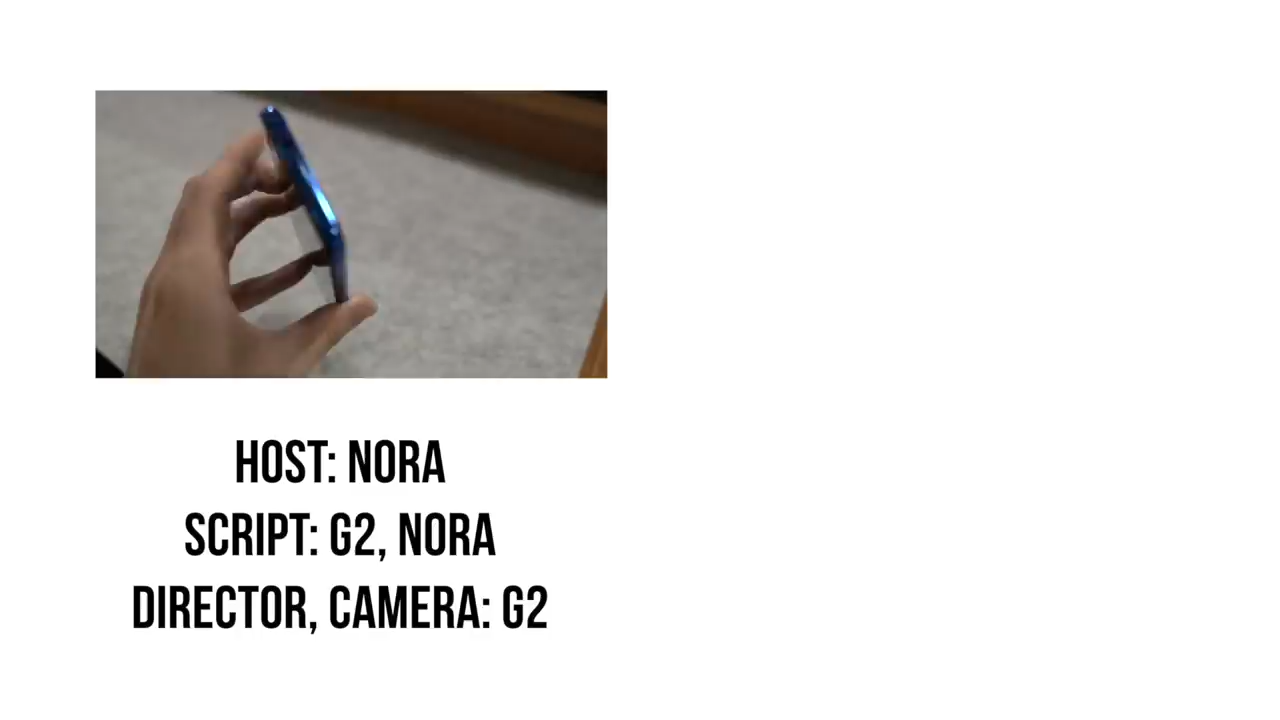 HOST: NORA
SCRIPT: G2, NORA
DIRECTOR, CAMERA: G2